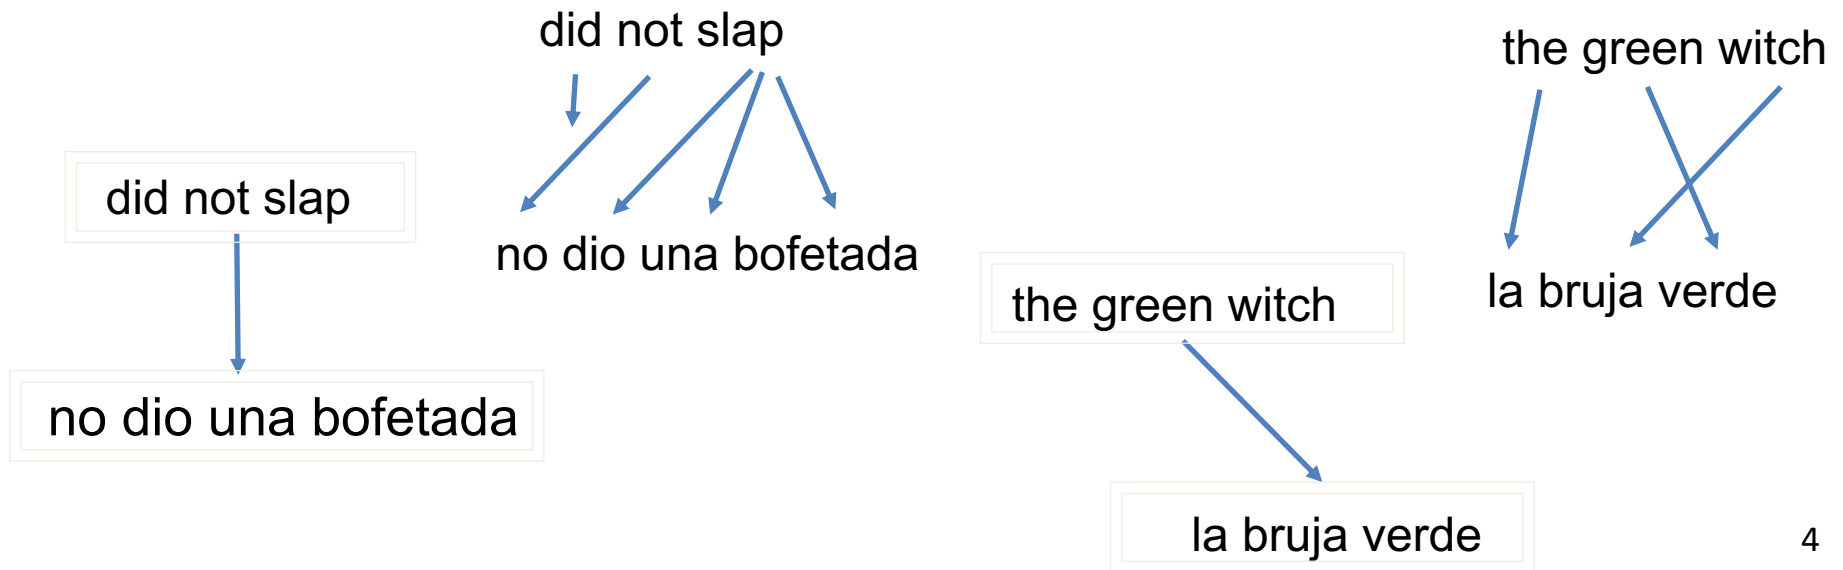 did not slap
no dio una bofetada
did not slap
no dio una bofetada
the green witch
la bruja verde
the green witch
la bruja verde
4